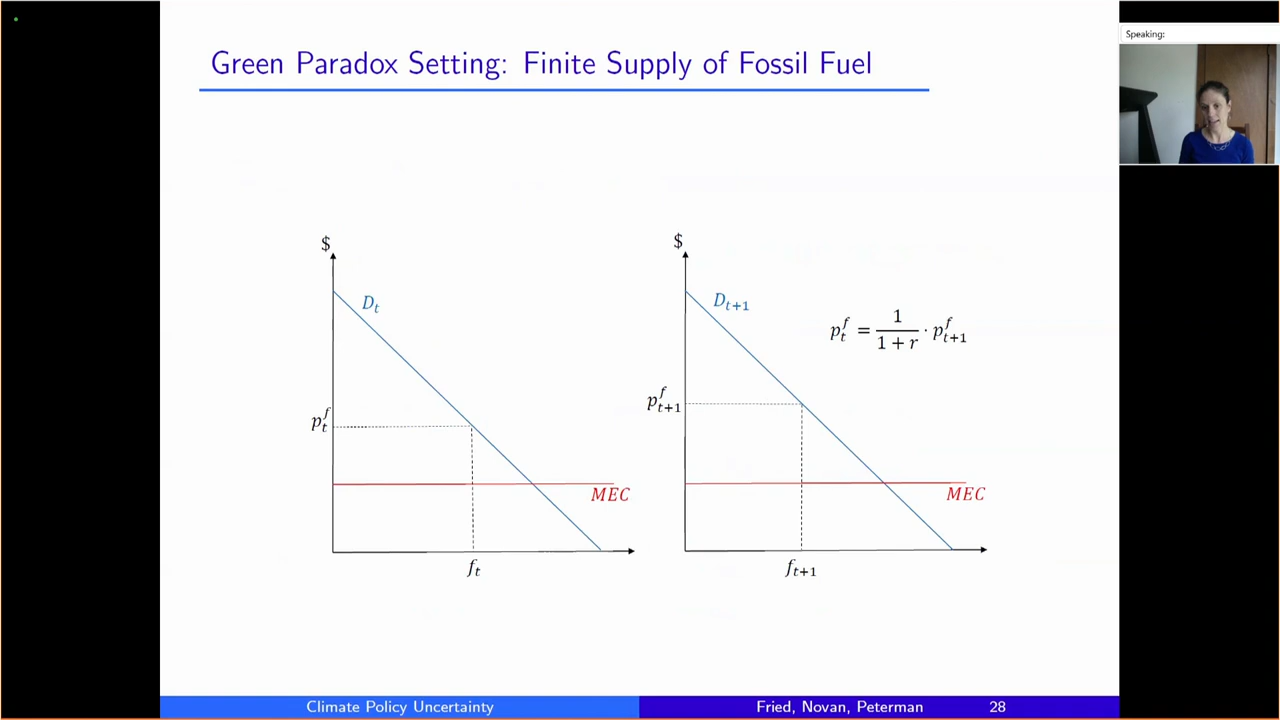 Green Paradox Setting: Finite Supply of Fossil Fuel
Speaking:
$
$
D_t
D_{t+1}
p_t^f = \frac{1}{1 + r} \cdot p_{t+1}^f
p_t^f
p_{t+1}^f
MEC
MEC
f_t
f_{t+1}
Climate Policy Uncertainty
Fried, Novan, Peterman
28